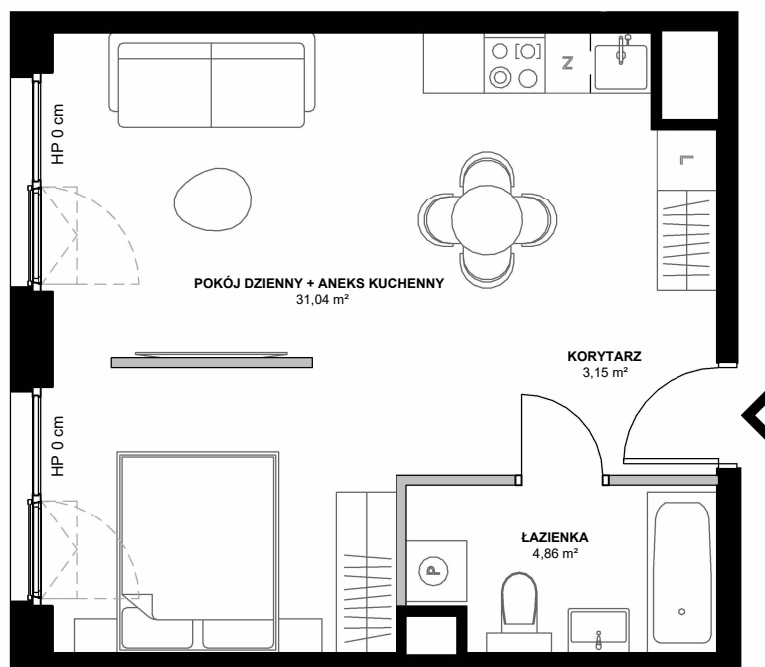 HP 0 cm
Z
L
POKÓJ DZIENNY + ANEKS KUCHENNY
31,04 m²
KORYTARZ
3,15 m²
HP 0 cm
ŁAZIENKA
4,86 m²
P